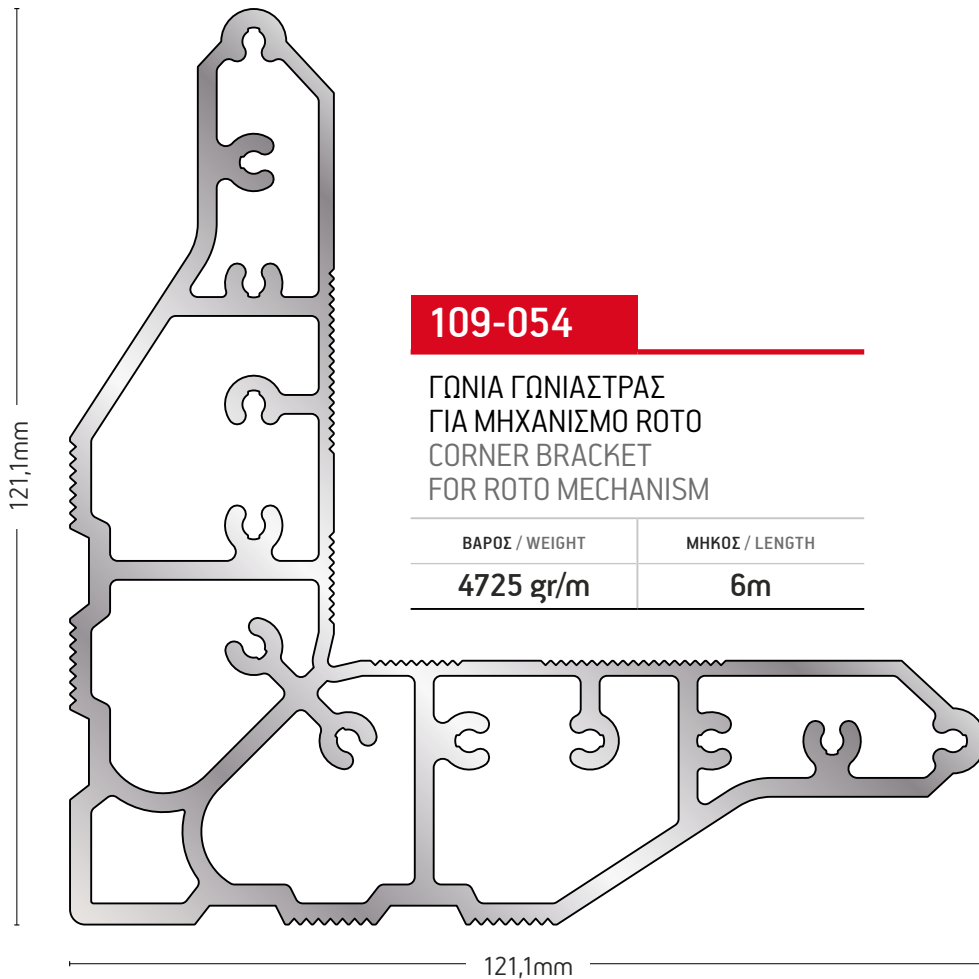 121,1mm
109-054
ΓΩΝΙΑ ΓΩΝΙΑΣΤΡΑΣ
ΓΙΑ ΜΗΧΑΝΙΣΜΟ ROTO
CORNER BRACKET
FOR ROTO MECHANISM
ΒΑΡΟΣ / WEIGHT
ΜΗΚΟΣ / LENGTH
4725 gr/m
6m
121,1mm